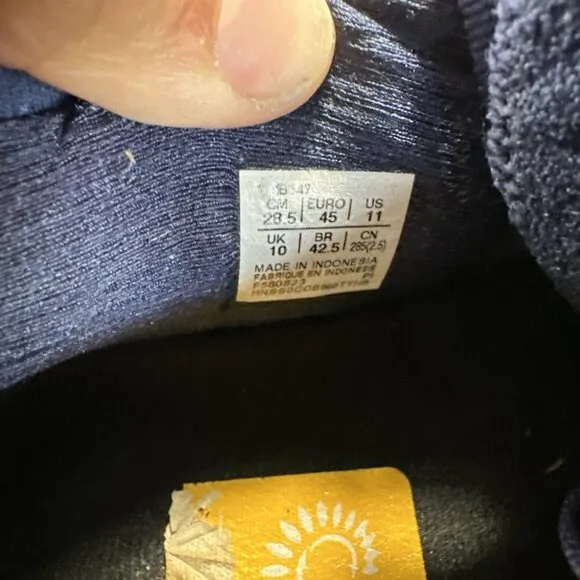 CM | EURO | US
28.5 | 45 | 11
UK | BR | CN
10 | 42.5 | 285(2.5)
MADE IN INDONESIA
FABRIQUE EN INDONESIE
PI